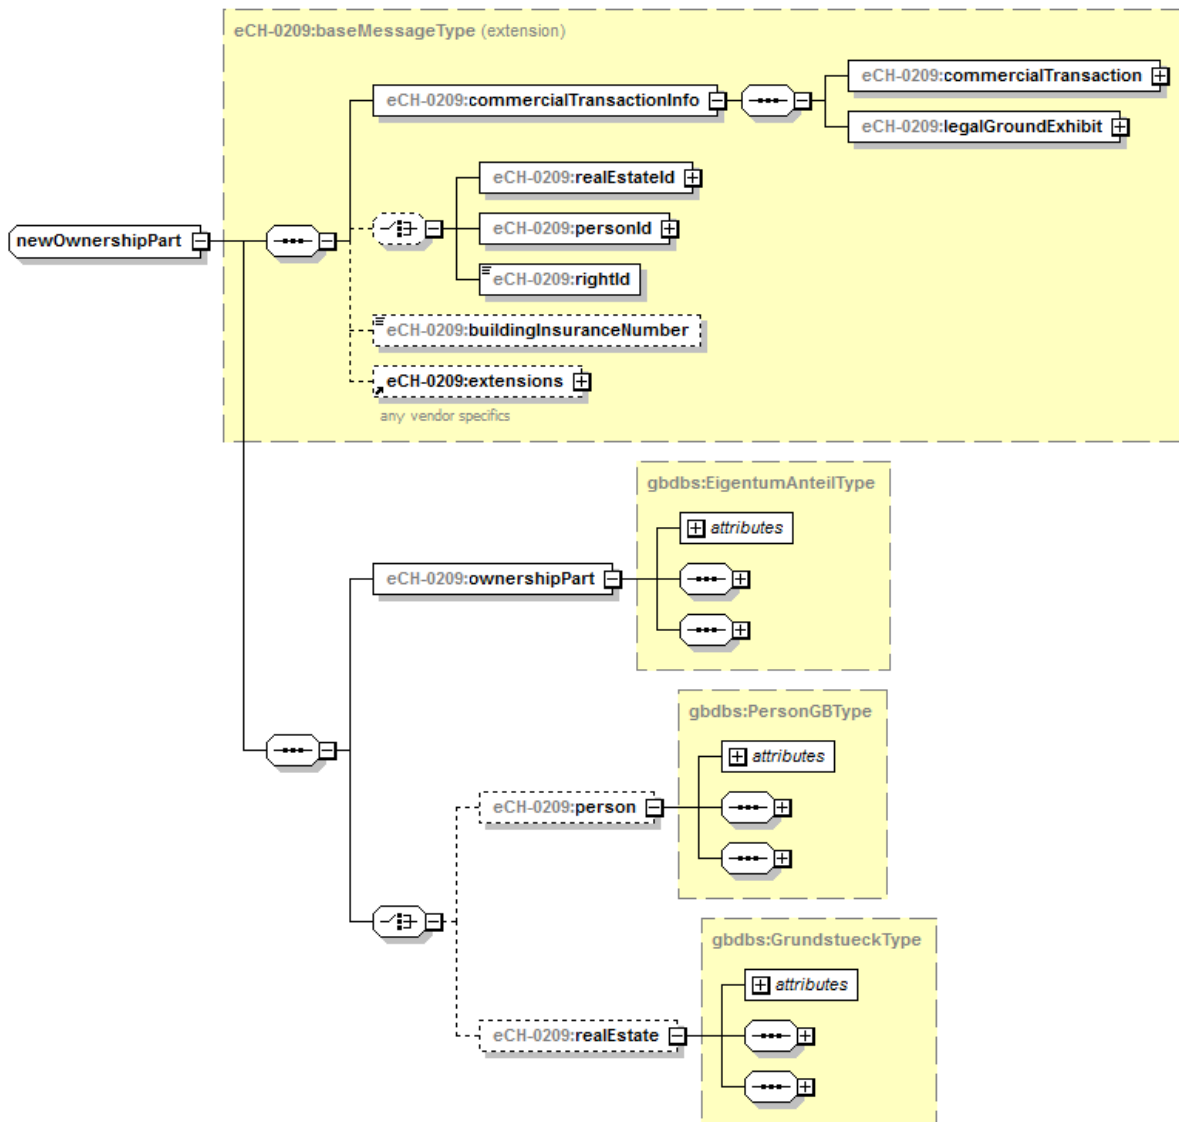 eCH-0209:baseMessageType (extension)
eCH-0209:commercialTransaction
eCH-0209:commercialTransactionInfo
eCH-0209:legalGroundExhibit
eCH-0209:realEstateId
newOwnershipPart
eCH-0209:personId
eCH-0209:rightId
eCH-0209:buildingInsuranceNumber
eCH-0209:extensions
any vendor specifics
gbdbs:EigentumAnteilType
attributes
eCH-0209:ownershipPart
gbdbs:PersonGBType
attributes
eCH-0209:person
gbdbs:GrundstueckType
attributes
eCH-0209:realEstate